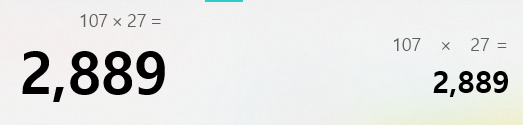 107 × 27 =
2,889
107 × 27 =
2,889